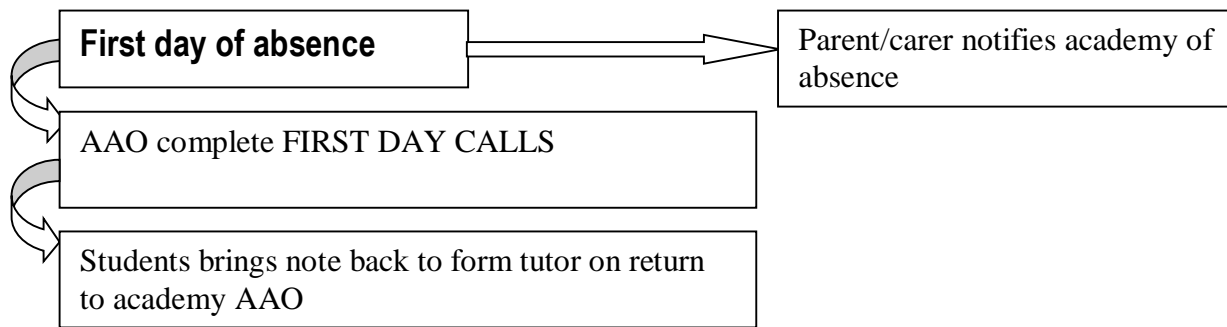 First day of absence
Parent/carer notifies academy of
absence
AAO complete FIRST DAY CALLS
Students brings note back to form tutor on return
to academy AAO